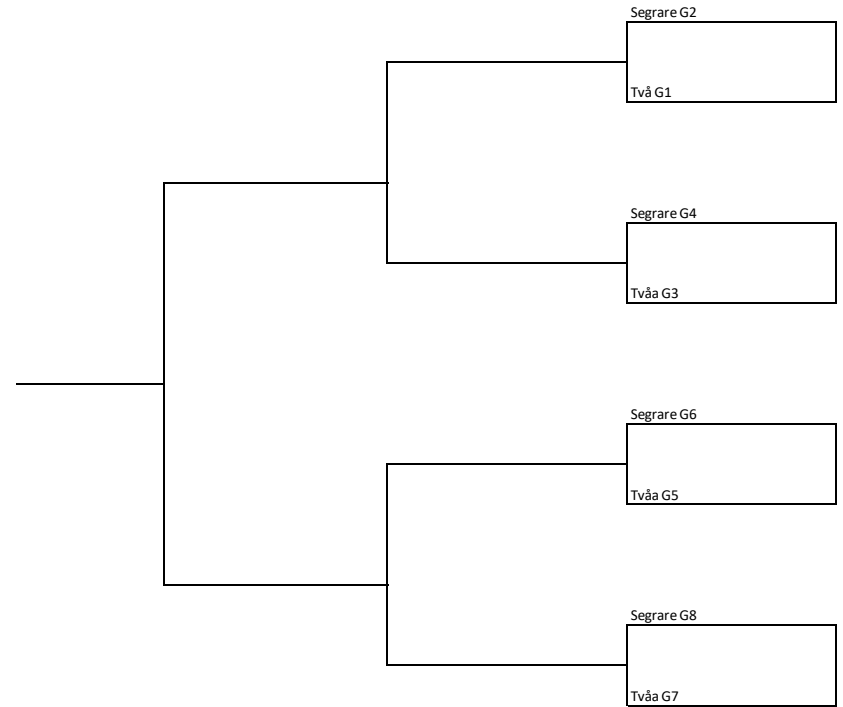 Segrare G2
Två G1
Segrare G4
Tvåa G3
Segrare G6
Tvåa G5
Segrare G8
Tvåa G7